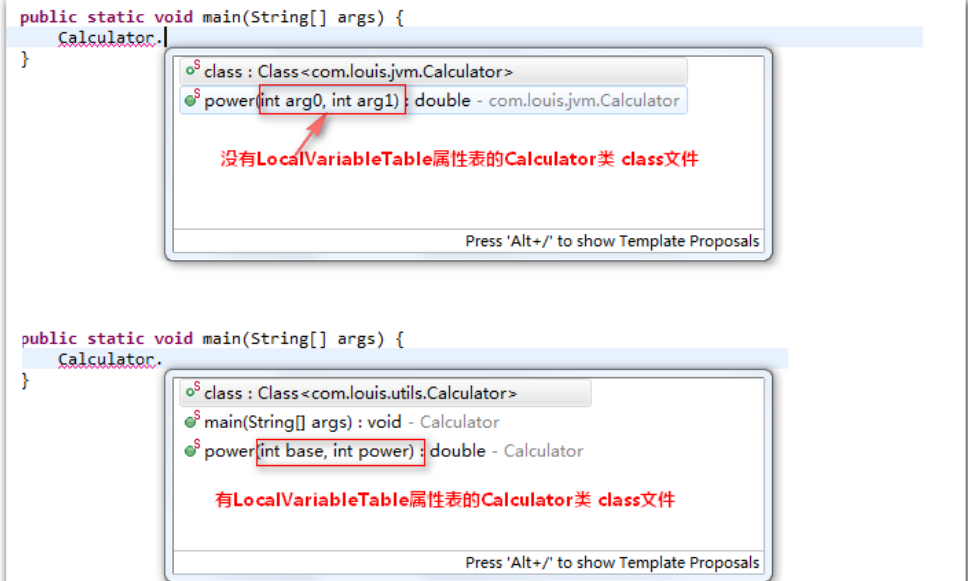 public static void main(String[] args) {
Calculator.
}
class : Class<com.louis.jvm.Calculator>
power(int arg0, int arg1) : double - com.louis.jvm.Calculator
没有LocalVariableTable属性表的Calculator类 class文件
Press 'Alt+/' to show Template Proposals
public static void main(String[] args) {
Calculator.
}
class : Class<com.louis.utils.Calculator>
main(String[] args) : void - Calculator
power(int base, int power) : double - Calculator
有LocalVariableTable属性表的Calculator类 class文件
Press 'Alt+/' to show Template Proposals